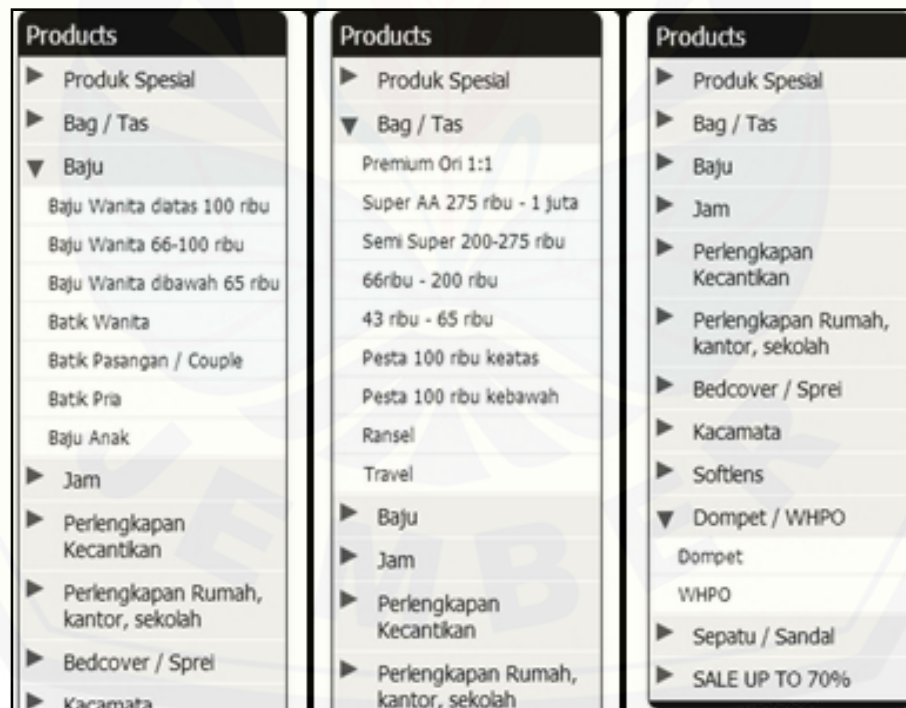 Products
Produk Spesial
Bag / Tas
Baju
Baju Wanita diatas 100 ribu
Baju Wanita 66-100 ribu
Baju Wanita dibawah 65 ribu
Batik Wanita
Batik Pasangan / Couple
Batik Pria
Baju Anak
Jam
Perlengkapan
Kecantikan
Perlengkapan Rumah,
kantor, sekolah
Bedcover / Sprei
Kacamata
Products
Produk Spesial
Bag / Tas
Premium Ori 1:1
Super AA 275 ribu - 1 juta
Semi Super 200-275 ribu
66ribu - 200 ribu
43 ribu - 65 ribu
Pesta 100 ribu keatas
Pesta 100 ribu kebawah
Ransel
Travel
Baju
Jam
Perlengkapan
Kecantikan
Perlengkapan Rumah,
kantor, sekolah
Products
Produk Spesial
Bag / Tas
Baju
Jam
Perlengkapan
Kecantikan
Perlengkapan Rumah,
kantor, sekolah
Bedcover / Sprei
Kacamata
Softlens
Dompet / WHPO
Dompet
WHPO
Sepatu / Sandal
SALE UP TO 70%
JEMBER